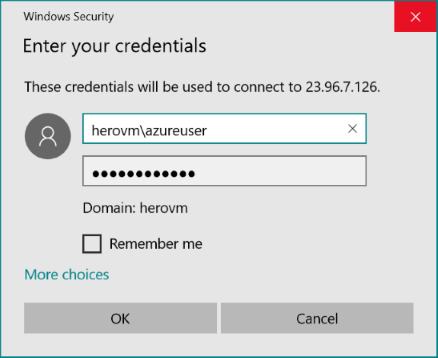 Windows Security
Enter your credentials
These credentials will be used to connect to 23.96.7.126.
herovm\azureuser
●●●●●●●●●●●●
Domain: herovm
Remember me
More choices
OK
Cancel